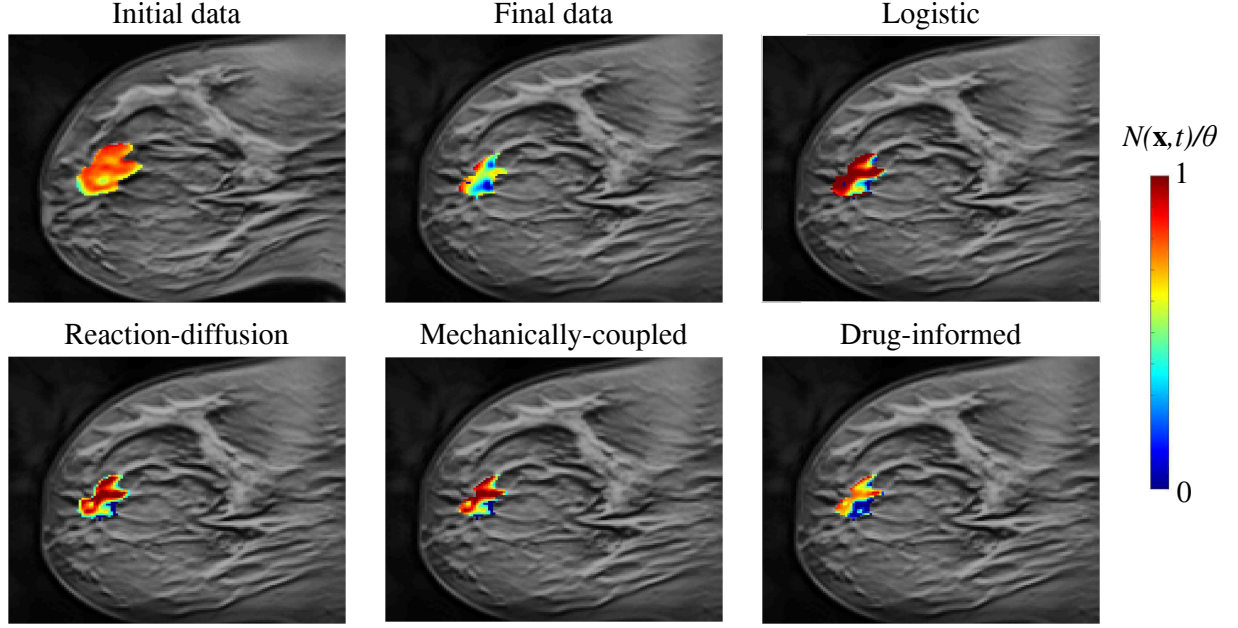 Initial data
Final data
Logistic
N(x,t)/θ
1
0
Reaction-diffusion
Mechanically-coupled
Drug-informed